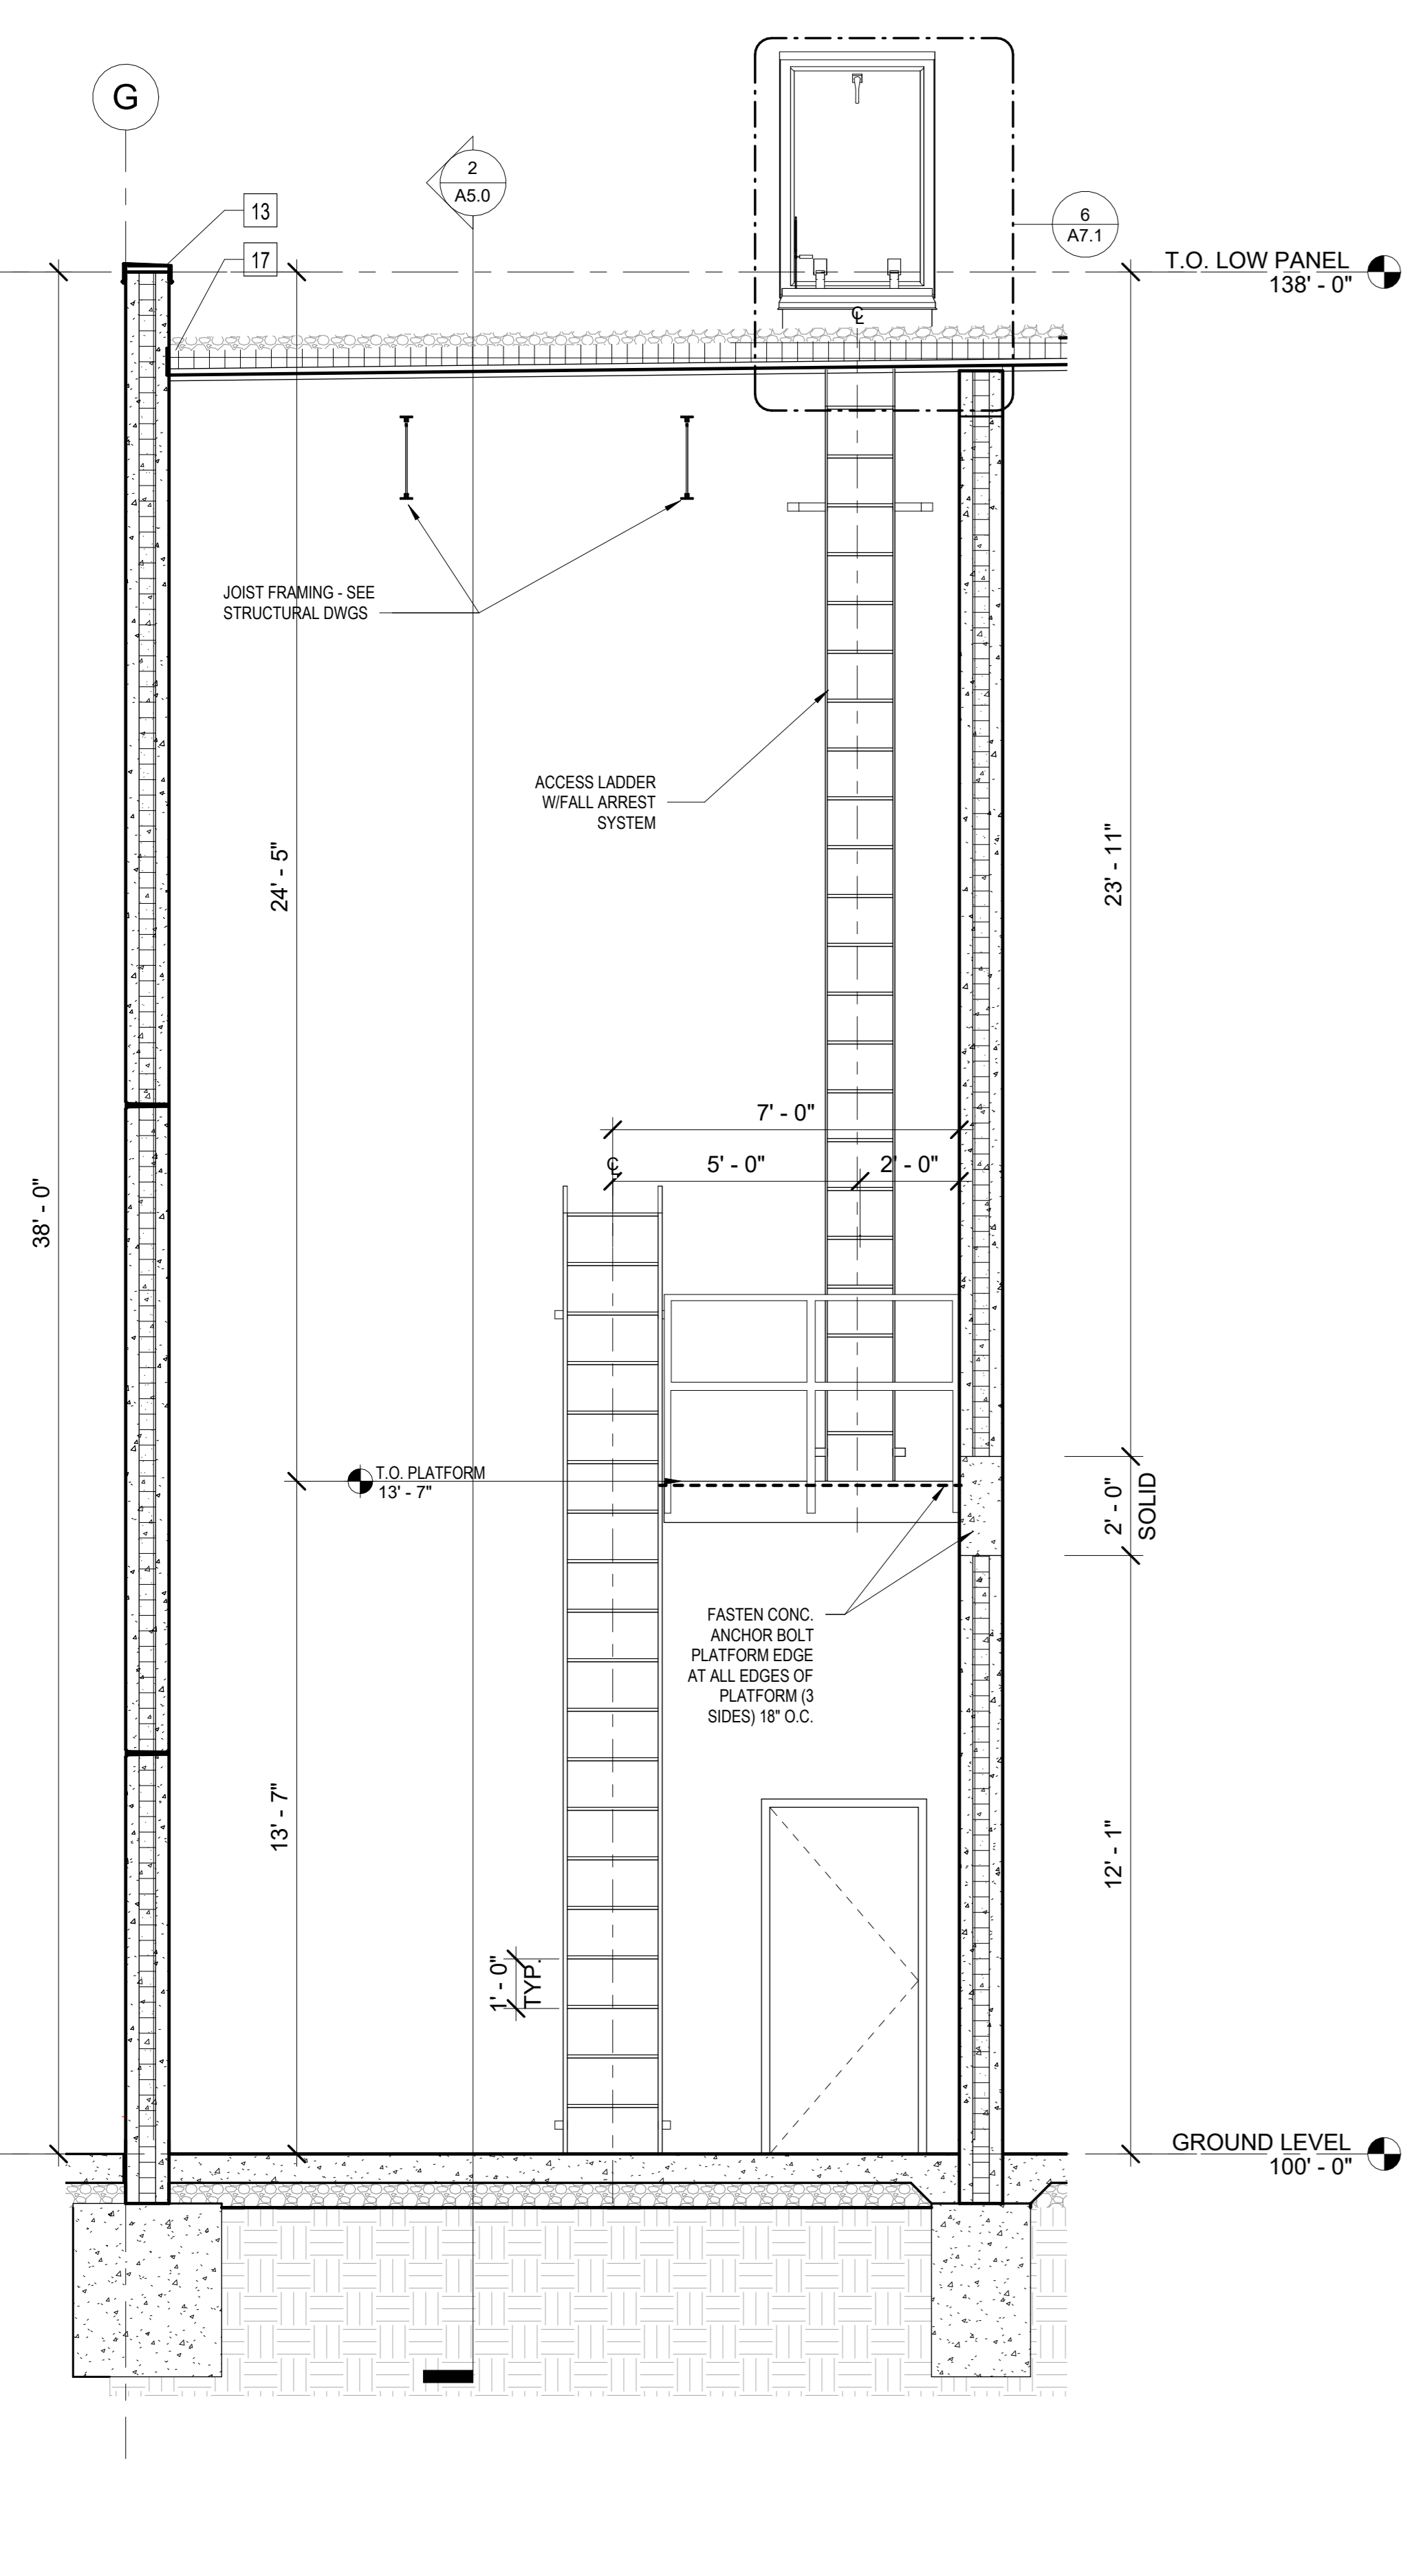 G
2
A5.0
13
17
6
A7.1
T.O. LOW PANEL
138' - 0"
℄
JOIST FRAMING - SEE
STRUCTURAL DWGS
ACCESS LADDER
W/FALL ARREST
SYSTEM
24' - 5"
23' - 11"
7' - 0"
℄
5' - 0"
2' - 0"
38' - 0"
T.O. PLATFORM
13' - 7"
2' - 0"
SOLID
FASTEN CONC.
ANCHOR BOLT
PLATFORM EDGE
AT ALL EDGES OF
PLATFORM (3
SIDES) 18" O.C.
13' - 7"
12' - 1"
1' - 0"
TYP.
GROUND LEVEL
100' - 0"